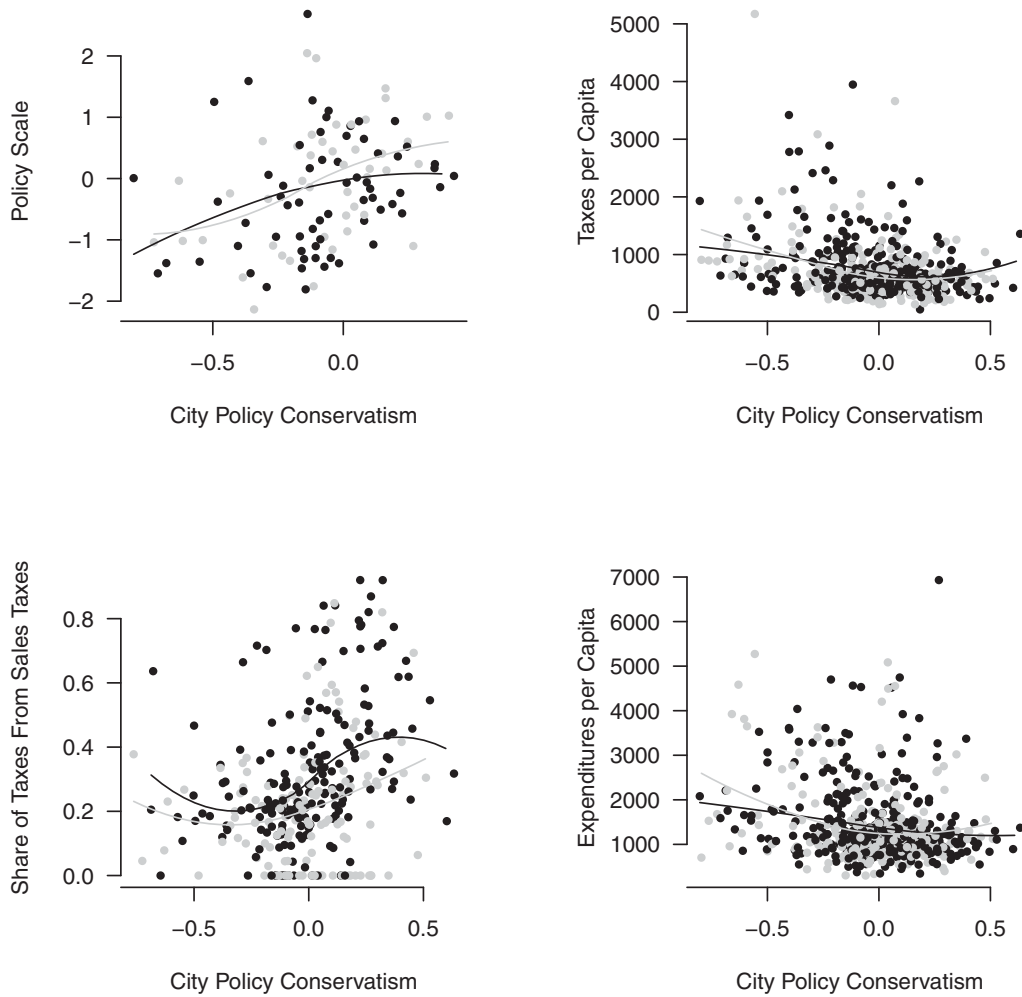 Policy Scale
2
1
0
−1
−2
−0.5 0.0
City Policy Conservatism
Taxes per Capita
5000
4000
3000
2000
1000
0
−0.5 0.0 0.5
City Policy Conservatism
Share of Taxes From Sales Taxes
0.8
0.6
0.4
0.2
0.0
−0.5 0.0 0.5
City Policy Conservatism
Expenditures per Capita
7000
6000
5000
4000
3000
2000
1000
−0.5 0.0 0.5
City Policy Conservatism